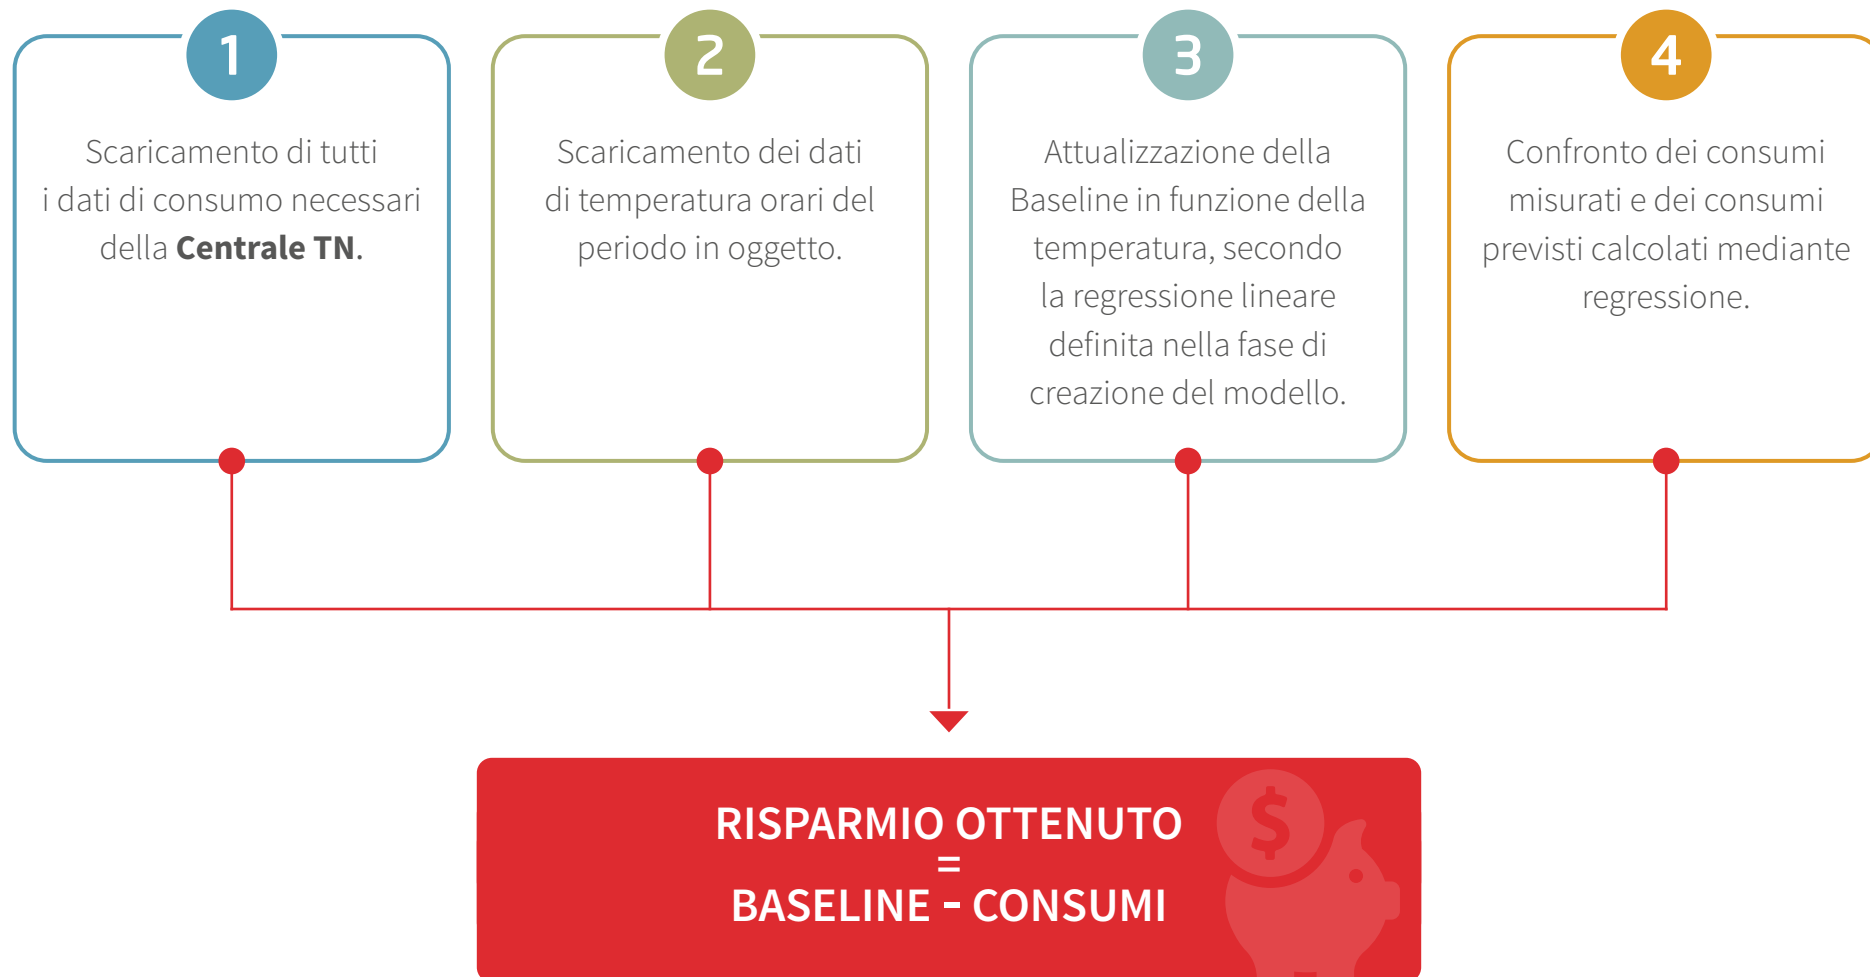 1
Scaricamento di tutti
i dati di consumo necessari
della Centrale TN.
2
Scaricamento dei dati
di temperatura orari del
periodo in oggetto.
3
Attualizzazione della
Baseline in funzione della
temperatura, secondo
la regressione lineare
definita nella fase di
creazione del modello.
4
Confronto dei consumi
misurati e dei consumi
previsti calcolati mediante
regressione.
$
RISPARMIO OTTENUTO
=
BASELINE - CONSUMI